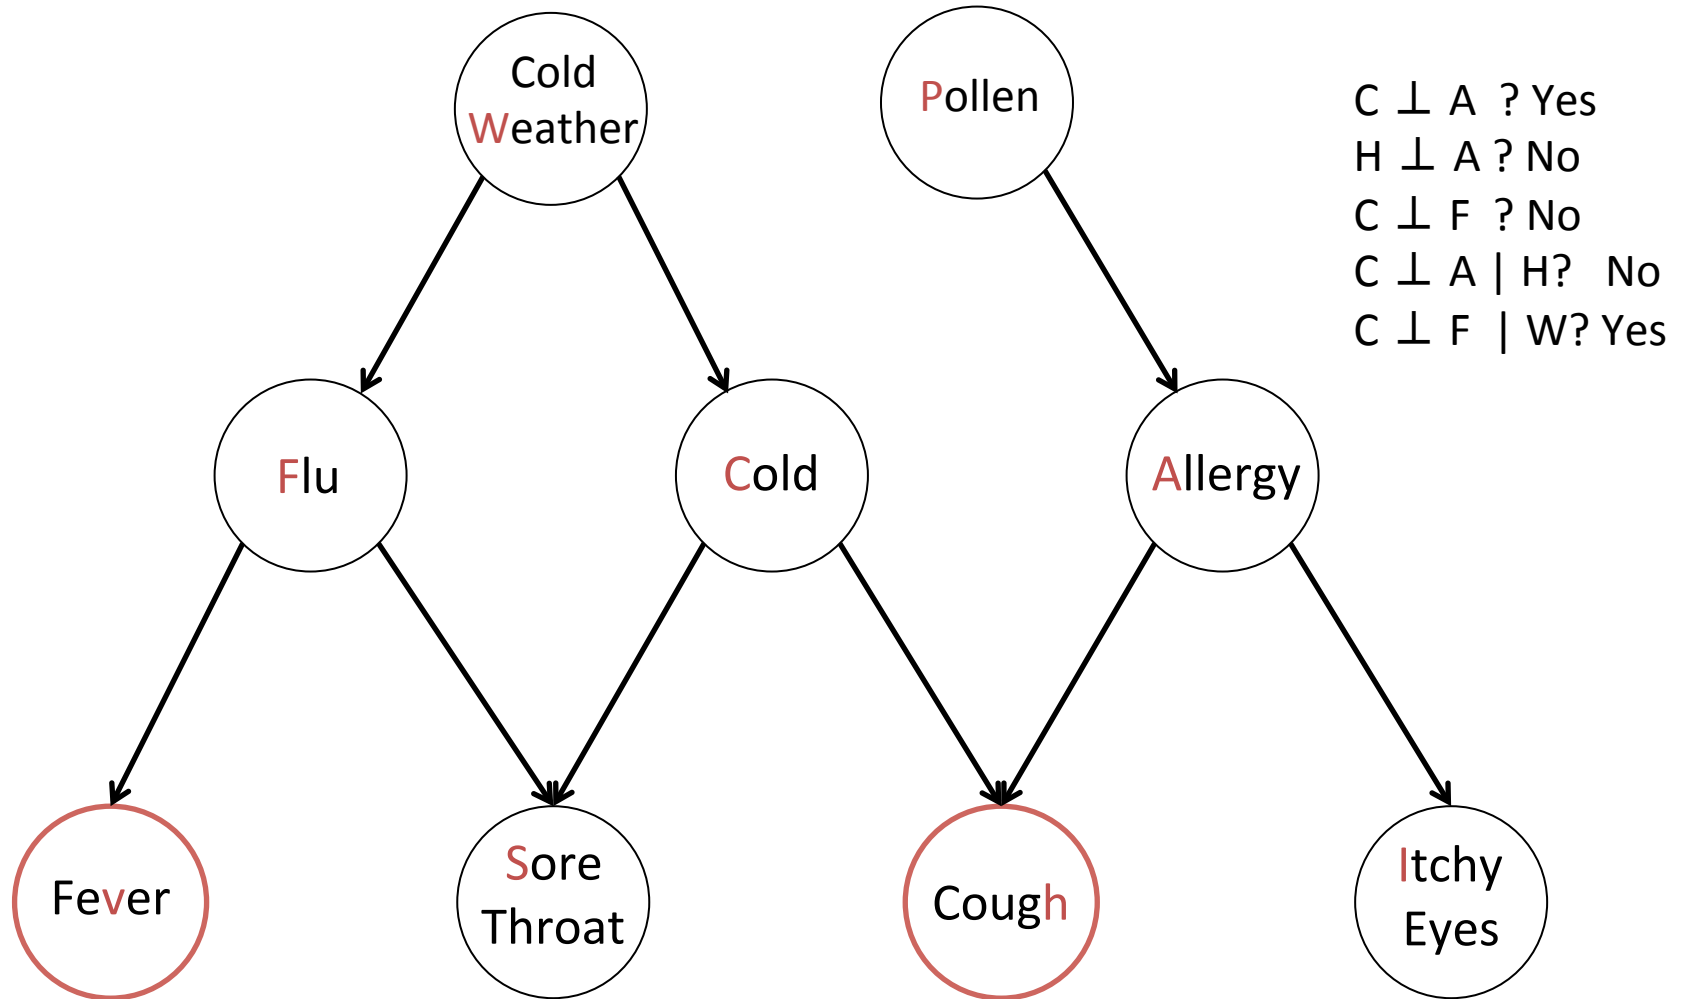 Cold
Weather
Pollen
C ⊥ A ? Yes
H ⊥ A ? No
C ⊥ F ? No
C ⊥ A | H? No
C ⊥ F | W? Yes
Flu
Cold
Allergy
Fever
Sore
Throat
Cough
Itchy
Eyes